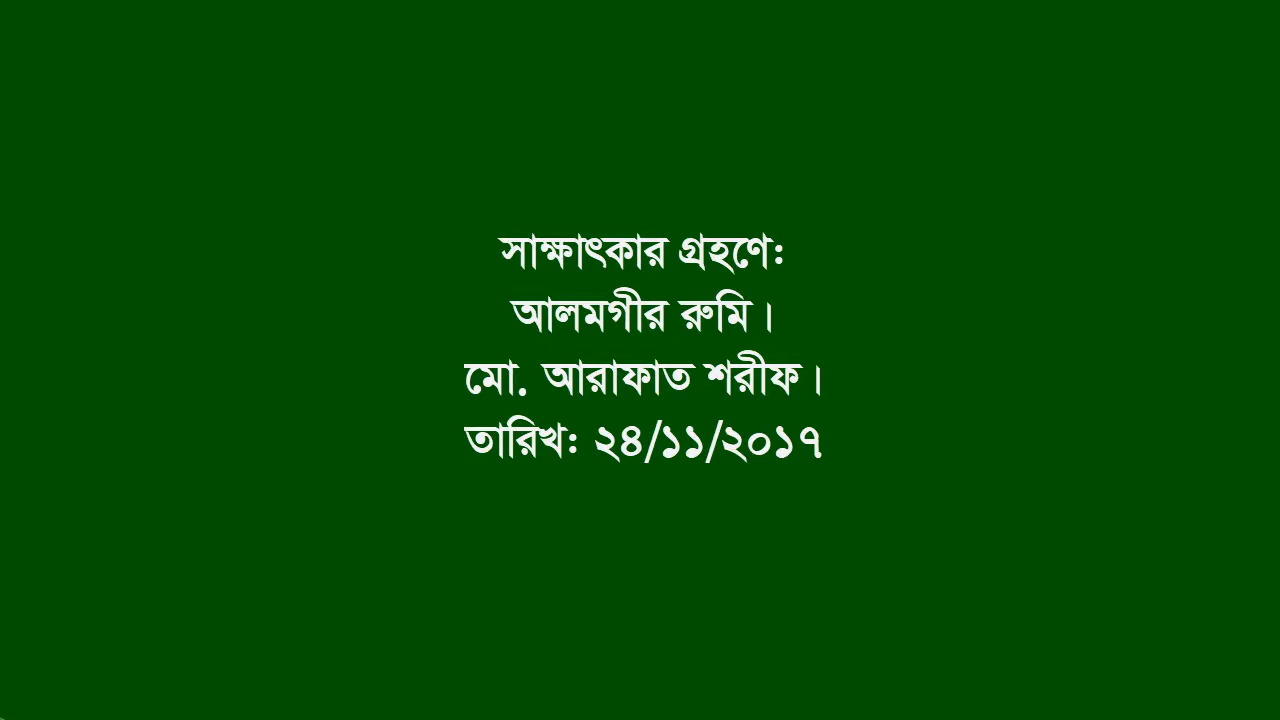 সাক্ষাৎকার গ্রহণে:
আলমগীর রুমি।
মো. আরাফাত শরীফ।
তারিখ: ২৪/১১/২০১৭